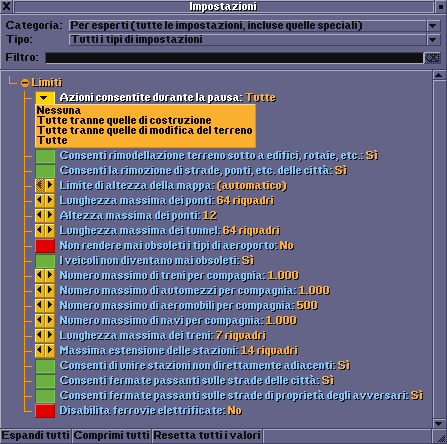 Impostazioni
Categoria: Per esperti (tutte le impostazioni, incluse quelle speciali)
Tipo: Tutti i tipi di impostazioni
Filtro:
Limiti
Azioni consentite durante la pausa: Tutte
Nessuna
Tutte tranne quelle di costruzione
Tutte tranne quelle di modifica del terreno
Tutte
Consenti rimodellazione terreno sotto a edifici, rotaie, etc.: Sì
Consenti la rimozione di strade, ponti, etc. delle città: Sì
Limite di altezza della mappa: (automatico)
Lunghezza massima dei ponti: 64 riquadri
Altezza massima dei ponti: 12
Lunghezza massima dei tunnel: 64 riquadri
Non rendere mai obsoleti i tipi di aeroporto: No
I veicoli non diventano mai obsoleti: Sì
Numero massimo di treni per compagnia: 1.000
Numero massimo di automezzi per compagnia: 1.000
Numero massimo di aeromobili per compagnia: 500
Numero massimo di navi per compagnia: 1.000
Lunghezza massima dei treni: 7 riquadri
Massima estensione delle stazioni: 14 riquadri
Consenti di unire stazioni non direttamente adiacenti: Sì
Consenti fermate passanti sulle strade delle città: Sì
Consenti fermate passanti sulle strade di proprietà degli avversari: Sì
Disabilita ferrovie elettrificate: No
Espandi tutti Comprimi tutti Resetta tutti i valori